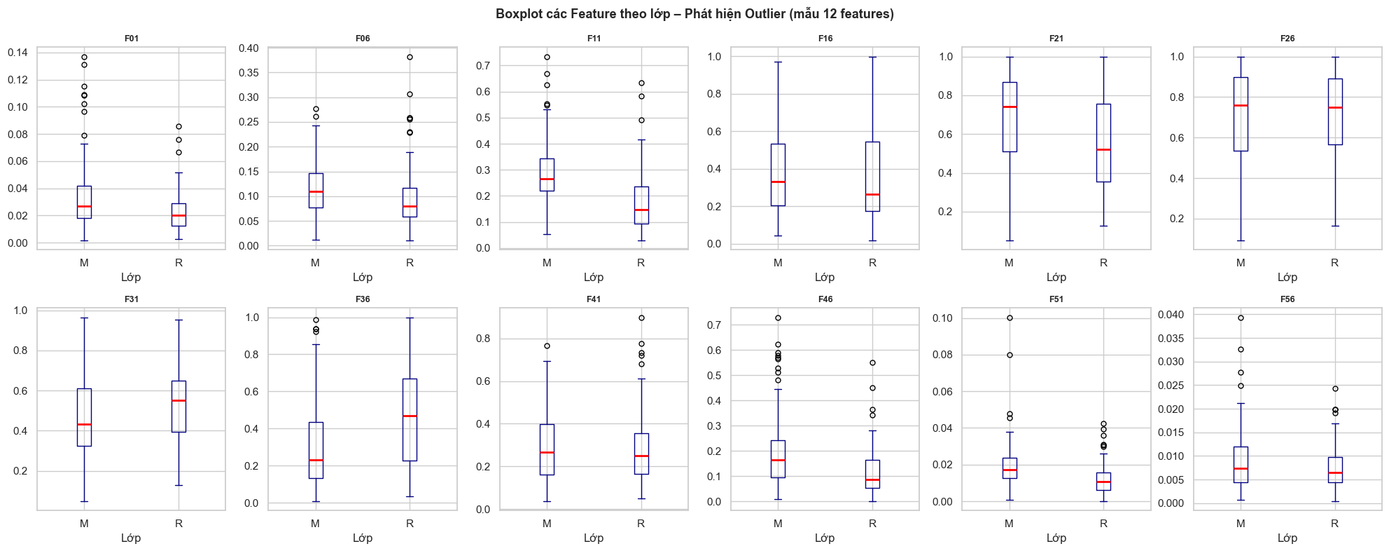 Boxplot các Feature theo lớp – Phát hiện Outlier (mẫu 12 features)
F01
0.14
0.12
0.10
0.08
0.06
0.04
0.02
0.00
M R
Lớp
F06
0.40
0.35
0.30
0.25
0.20
0.15
0.10
0.05
0.00
M R
Lớp
F11
0.7
0.6
0.5
0.4
0.3
0.2
0.1
0.0
M R
Lớp
F16
1.0
0.8
0.6
0.4
0.2
0.0
M R
Lớp
F21
1.0
0.8
0.6
0.4
0.2
M R
Lớp
F26
1.0
0.8
0.6
0.4
0.2
M R
Lớp
F31
1.0
0.8
0.6
0.4
0.2
M R
Lớp
F36
1.0
0.8
0.6
0.4
0.2
0.0
M R
Lớp
F41
0.8
0.6
0.4
0.2
0.0
M R
Lớp
F46
0.7
0.6
0.5
0.4
0.3
0.2
0.1
0.0
M R
Lớp
F51
0.10
0.08
0.06
0.04
0.02
0.00
M R
Lớp
F56
0.040
0.035
0.030
0.025
0.020
0.015
0.010
0.005
0.000
M R
Lớp